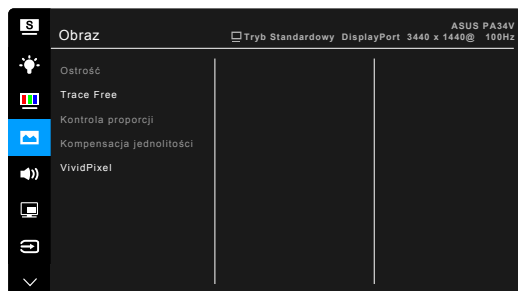 S
ASUS PA34V
Obraz
Tryb Standardowy DisplayPort 3440 x 1440@ 100Hz
Ostrość
Trace Free
Kontrola proporcji
Kompensacja jednolitości
VividPixel